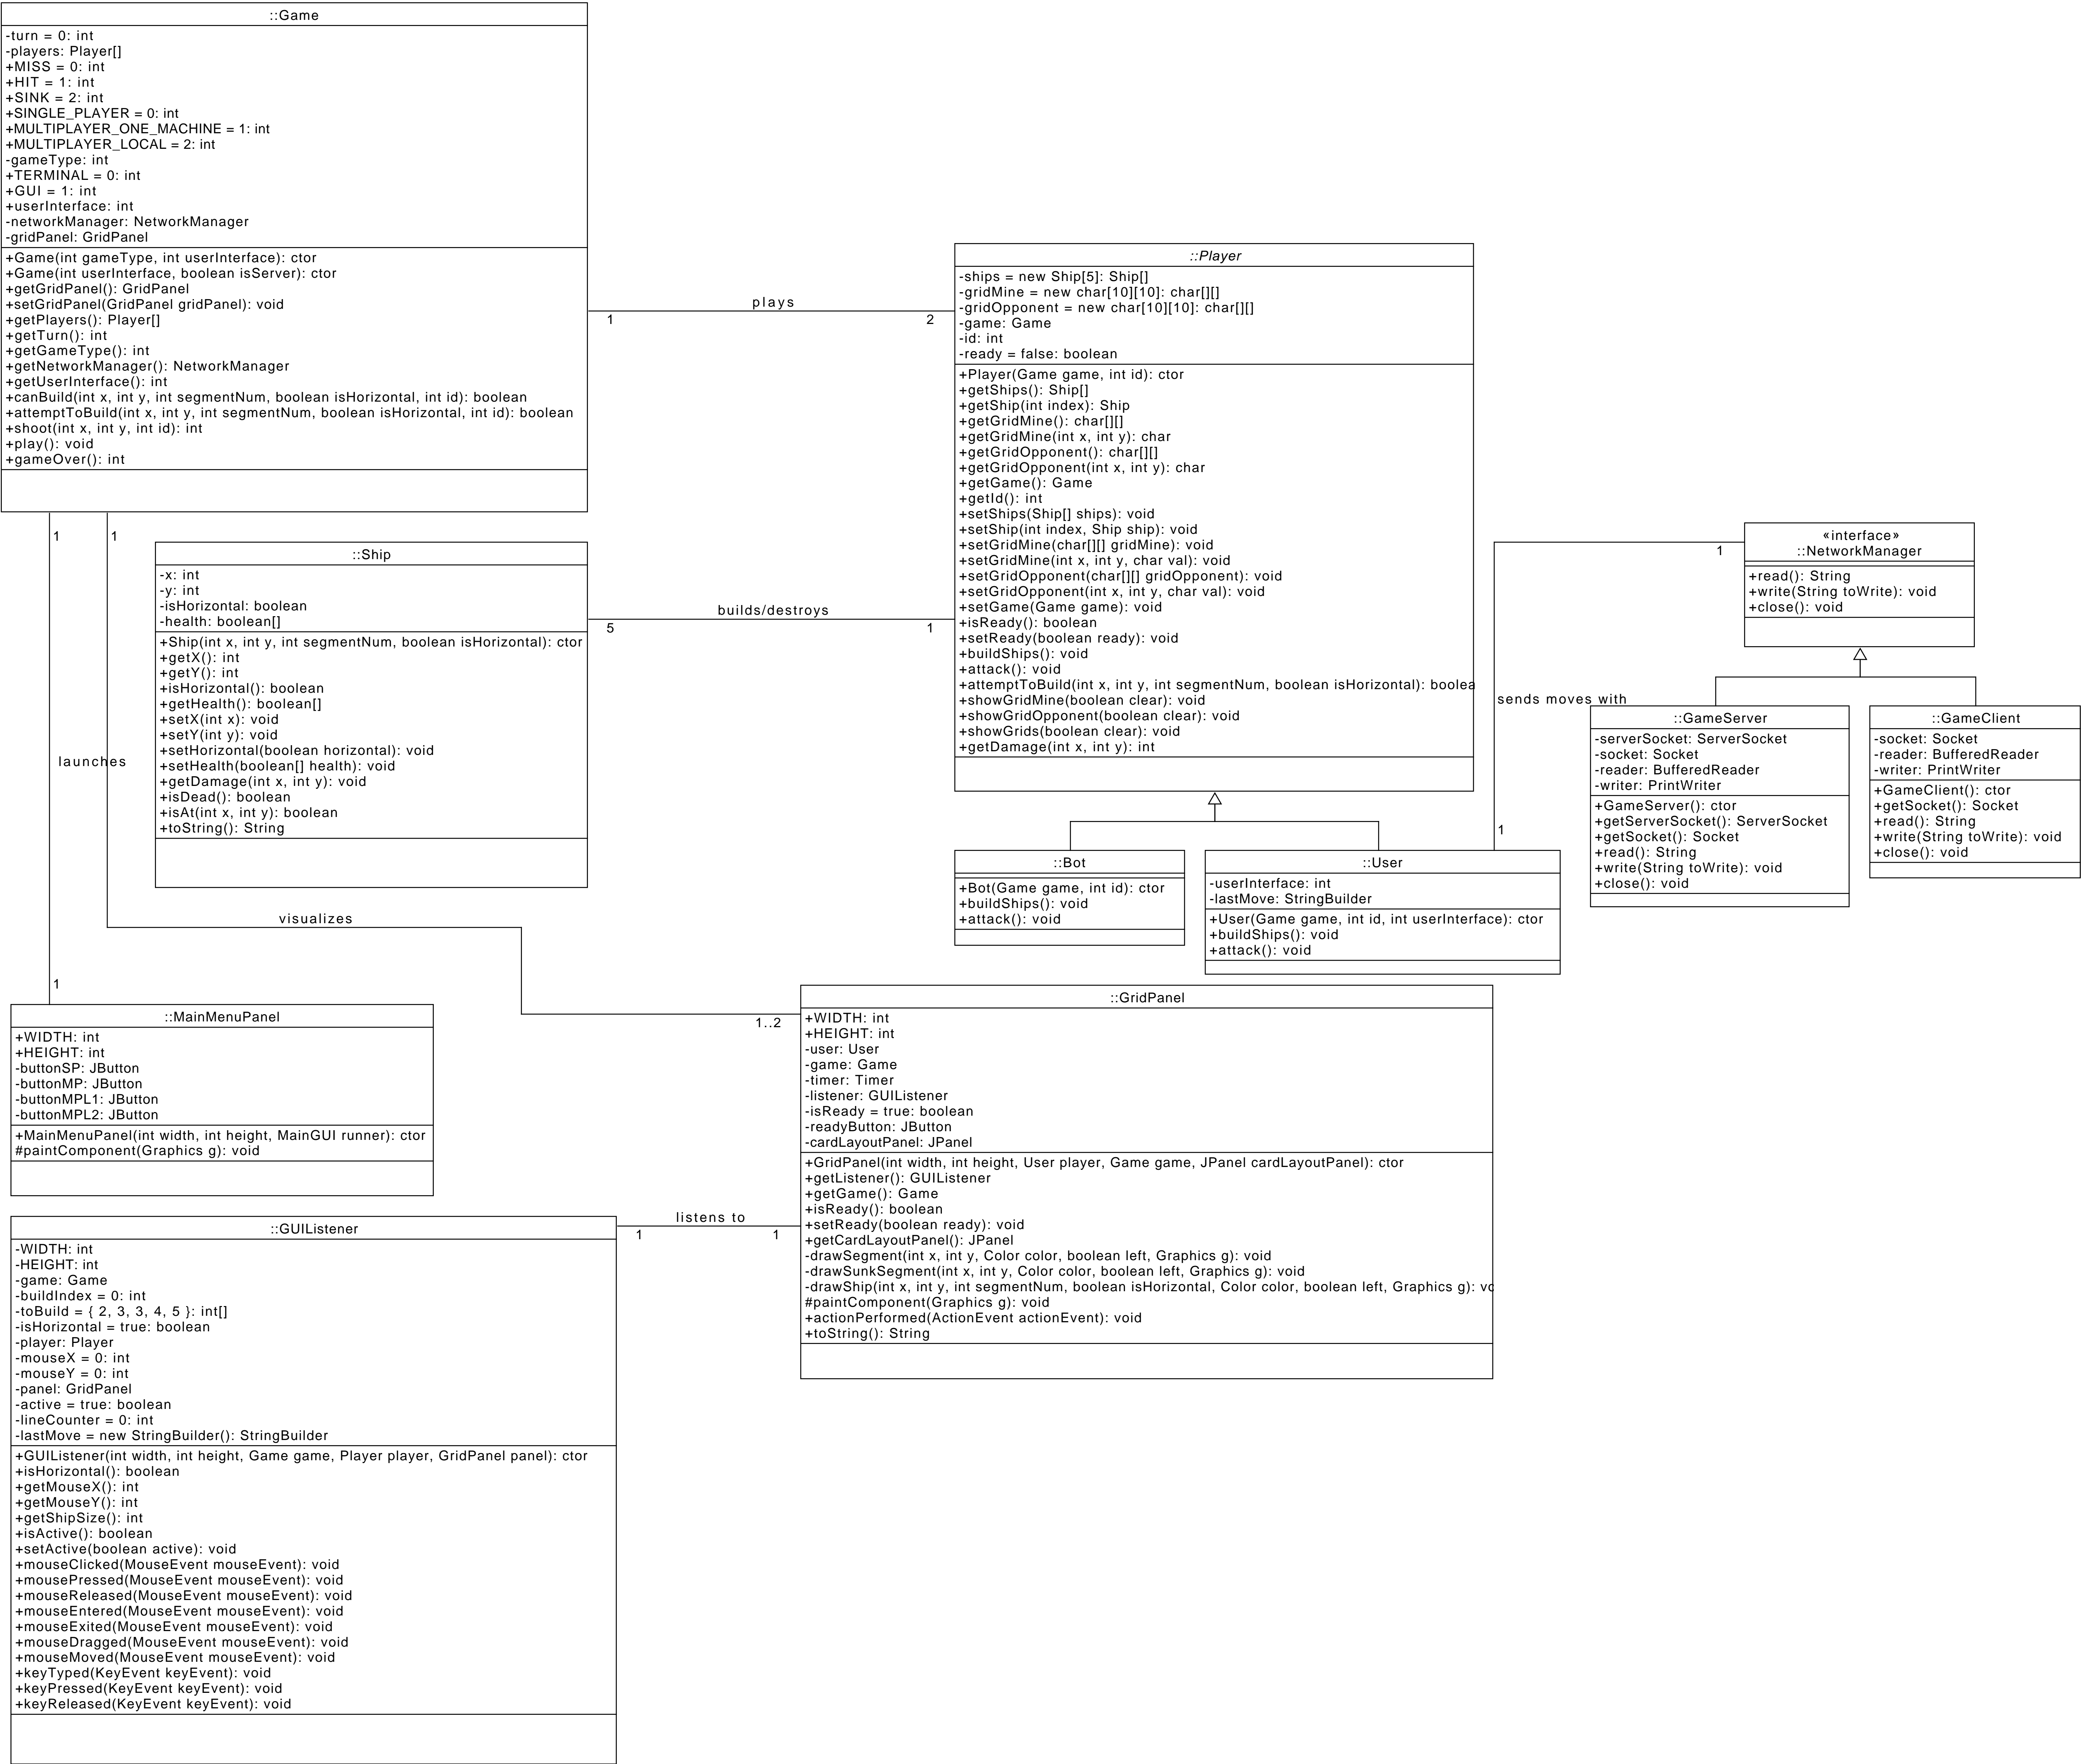 ::Game
-turn = 0: int
-players: Player[]
+MISS = 0: int
+HIT = 1: int
+SINK = 2: int
+SINGLE_PLAYER = 0: int
+MULTIPLAYER_ONE_MACHINE = 1: int
+MULTIPLAYER_LOCAL = 2: int
-gameType: int
+TERMINAL = 0: int
+GUI = 1: int
+userInterface: int
-networkManager: NetworkManager
-gridPanel: GridPanel
+Game(int gameType, int userInterface): ctor
+Game(int userInterface, boolean isServer): ctor
+getGridPanel(): GridPanel
+setGridPanel(GridPanel gridPanel): void
+getPlayers(): Player[]
+getTurn(): int
+getGameType(): int
+getNetworkManager(): NetworkManager
+getUserInterface(): int
+canBuild(int x, int y, int segmentNum, boolean isHorizontal, int id): boolean
+attemptToBuild(int x, int y, int segmentNum, boolean isHorizontal, int id): boolean
+shoot(int x, int y, int id): int
+play(): void
+gameOver(): int
plays
1
2
::Player
-ships = new Ship[5]: Ship[]
-gridMine = new char[10][10]: char[][]
-gridOpponent = new char[10][10]: char[][]
-game: Game
-id: int
-ready = false: boolean
+Player(Game game, int id): ctor
+getShips(): Ship[]
+getShip(int index): Ship
+getGridMine(): char[][]
+getGridMine(int x, int y): char
+getGridOpponent(): char[][]
+getGridOpponent(int x, int y): char
+getGame(): Game
+getId(): int
+setShips(Ship[] ships): void
+setShip(int index, Ship ship): void
+setGridMine(char[][] gridMine): void
+setGridMine(int x, int y, char val): void
+setGridOpponent(char[][] gridOpponent): void
+setGridOpponent(int x, int y, char val): void
+setGame(Game game): void
+isReady(): boolean
+setReady(boolean ready): void
+buildShips(): void
+attack(): void
+attemptToBuild(int x, int y, int segmentNum, boolean isHorizontal): boolea
+showGridMine(boolean clear): void
+showGridOpponent(boolean clear): void
+showGrids(boolean clear): void
+getDamage(int x, int y): int
1
1
::Ship
-x: int
-y: int
-isHorizontal: boolean
-health: boolean[]
+Ship(int x, int y, int segmentNum, boolean isHorizontal): ctor
+getX(): int
+getY(): int
+isHorizontal(): boolean
+getHealth(): boolean[]
+setX(int x): void
+setY(int y): void
+setHorizontal(boolean horizontal): void
+setHealth(boolean[] health): void
+getDamage(int x, int y): void
+isDead(): boolean
+isAt(int x, int y): boolean
+toString(): String
builds/destroys
5
1
launches
1
«interface»
::NetworkManager
+read(): String
+write(String toWrite): void
+close(): void
sends moves with
1
::GameServer
-serverSocket: ServerSocket
-socket: Socket
-reader: BufferedReader
-writer: PrintWriter
+GameServer(): ctor
+getServerSocket(): ServerSocket
+getSocket(): Socket
+read(): String
+write(String toWrite): void
+close(): void
::GameClient
-socket: Socket
-reader: BufferedReader
-writer: PrintWriter
+GameClient(): ctor
+getSocket(): Socket
+read(): String
+write(String toWrite): void
+close(): void
1
::Bot
+Bot(Game game, int id): ctor
+buildShips(): void
+attack(): void
::User
-userInterface: int
-lastMove: StringBuilder
+User(Game game, int id, int userInterface): ctor
+buildShips(): void
+attack(): void
visualizes
1
1..2
::MainMenuPanel
+WIDTH: int
+HEIGHT: int
-buttonSP: JButton
-buttonMP: JButton
-buttonMPL1: JButton
-buttonMPL2: JButton
+MainMenuPanel(int width, int height, MainGUI runner): ctor
#paintComponent(Graphics g): void
::GridPanel
+WIDTH: int
+HEIGHT: int
-user: User
-game: Game
-timer: Timer
-listener: GUIListener
-isReady = true: boolean
-readyButton: JButton
-cardLayoutPanel: JPanel
+GridPanel(int width, int height, User player, Game game, JPanel cardLayoutPanel): ctor
+getListener(): GUIListener
+getGame(): Game
+isReady(): boolean
+setReady(boolean ready): void
+getCardLayoutPanel(): JPanel
-drawSegment(int x, int y, Color color, boolean left, Graphics g): void
-drawSunkSegment(int x, int y, Color color, boolean left, Graphics g): void
-drawShip(int x, int y, int segmentNum, boolean isHorizontal, Color color, boolean left, Graphics g): vo
#paintComponent(Graphics g): void
+actionPerformed(ActionEvent actionEvent): void
+toString(): String
listens to
1
1
::GUIListener
-WIDTH: int
-HEIGHT: int
-game: Game
-buildIndex = 0: int
-toBuild = { 2, 3, 3, 4, 5 }: int[]
-isHorizontal = true: boolean
-player: Player
-mouseX = 0: int
-mouseY = 0: int
-panel: GridPanel
-active = true: boolean
-lineCounter = 0: int
-lastMove = new StringBuilder(): StringBuilder
+GUIListener(int width, int height, Game game, Player player, GridPanel panel): ctor
+isHorizontal(): boolean
+getMouseX(): int
+getMouseY(): int
+getShipSize(): int
+isActive(): boolean
+setActive(boolean active): void
+mouseClicked(MouseEvent mouseEvent): void
+mousePressed(MouseEvent mouseEvent): void
+mouseReleased(MouseEvent mouseEvent): void
+mouseEntered(MouseEvent mouseEvent): void
+mouseExited(MouseEvent mouseEvent): void
+mouseDragged(MouseEvent mouseEvent): void
+mouseMoved(MouseEvent mouseEvent): void
+keyTyped(KeyEvent keyEvent): void
+keyPressed(KeyEvent keyEvent): void
+keyReleased(KeyEvent keyEvent): void